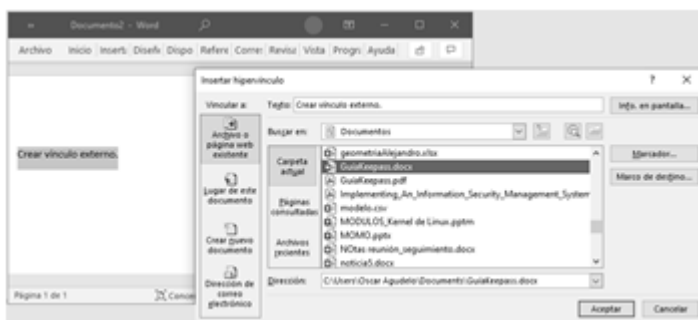 Documento2 - Word
Archivo Inicio Insert Diseñ Dispo Refere Corre Revisa Vista Progr Ayuda
Insertar hipervínculo ? ×
Vincular a:
Texto: Crear vínculo externo.
Info. en pantalla...
Archivo o
página web
existente
Buscar en: Documentos
Crear vínculo externo.
Carpeta
actual
geometriaAlejandro.xlsx
GuiaKeepass.docx
GuiaKeepass.pdf
Implementing_An_Information_Security_Management_System
modelo.csv
MODULOS_Kernel de Linux.pptm
MOMO.pptx
NOtas reunión_seguimiento.docx
noticia5.docx
Marcador...
Marco de destino...
Lugar de este
documento
Páginas
consultadas
Crear nuevo
documento
Archivos
recientes
Dirección de
correo
electrónico
Dirección: C:\Users\Oscar Agudelo\Documents\GuiaKeepass.docx
Página 1 de 1
Aceptar Cancelar